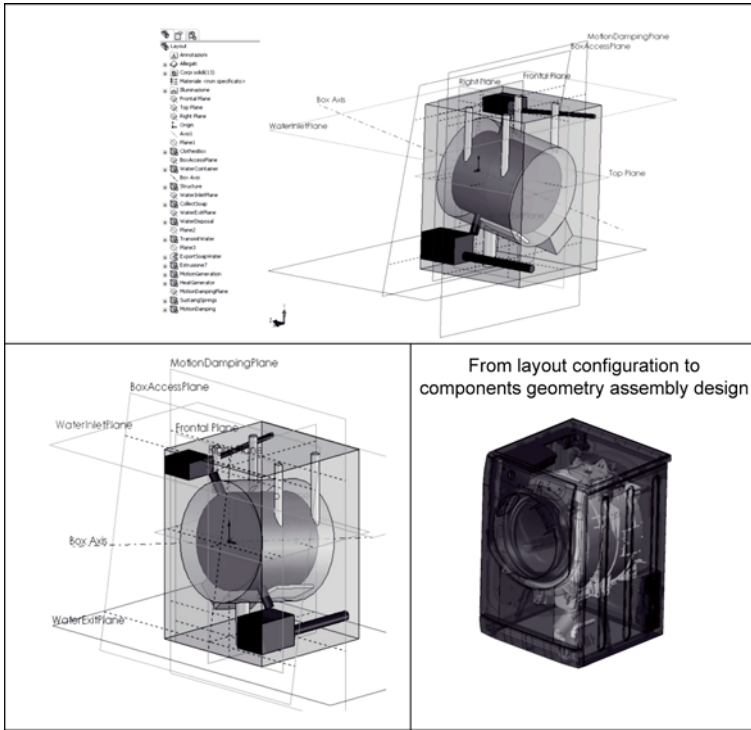 Layout
Annotazioni
Allegati
Corpi solidi(13)
Materiale <non specificato>
Illuminazione
Frontal Plane
Top Plane
Right Plane
Origin
Axis1
Plane1
ClothesBox
BoxAccessPlane
WaterContainer
Box Axis
Structure
WaterInletPlane
CollectSoap
WaterExitPlane
WaterDisposal
Plane2
TransmitWater
Plane3
ExportSoapWater
Estrusione7
MotionGeneration
HeatGenerator
MotionDampingPlane
SustaingSprings
MotionDamping
MotionDampingPlane
BoxAccessPlane
Right Plane
Frontal Plane
Box Axis
WaterInletPlane
Top Plane
MotionDampingPlane
BoxAccessPlane
WaterInletPlane
Frontal Plane
Box Axis
WaterExitPlane
From layout configuration to
components geometry assembly design